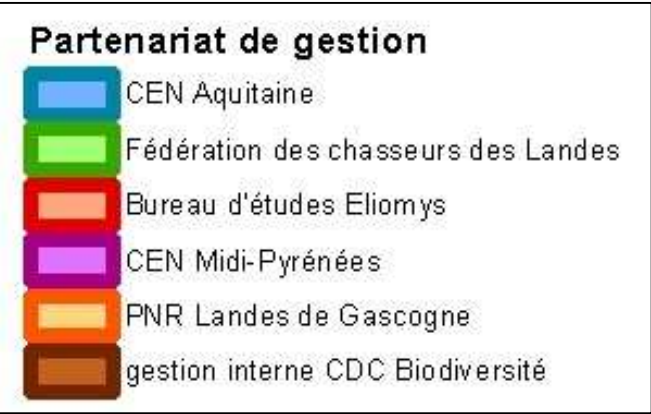 Partenariat de gestion
CEN Aquitaine
Fédération des chasseurs des Landes
Bureau d'études Eliomys
CEN Midi-Pyrénées
PNR Landes de Gascogne
gestion interne CDC Biodiversité